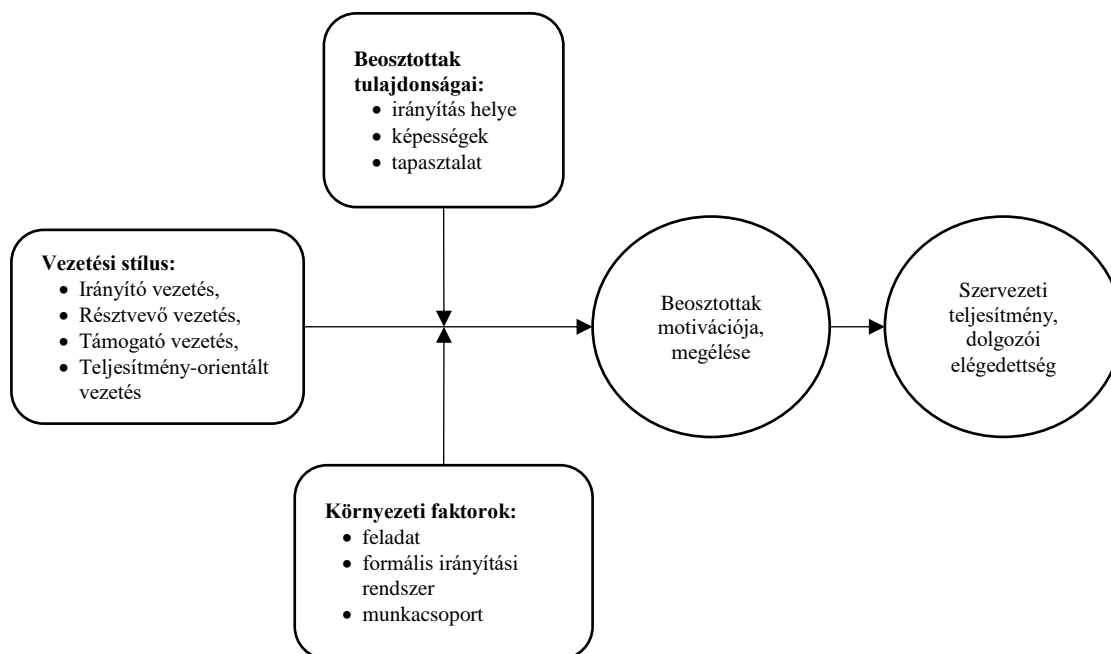 Beosztottak
tulajdonságai:
• irányítás helye
• képességek
• tapasztalat
Vezetési stílus:
• Irányító vezetés,
• Résztvevő vezetés,
• Támogató vezetés,
• Teljesítmény-orientált
vezetés
Beosztottak
motivációja,
megélése
Szervezeti
teljesítmény,
dolgozói
elégedettség
Környezeti faktorok:
• feladat
• formális irányítási
rendszer
• munkacsoport